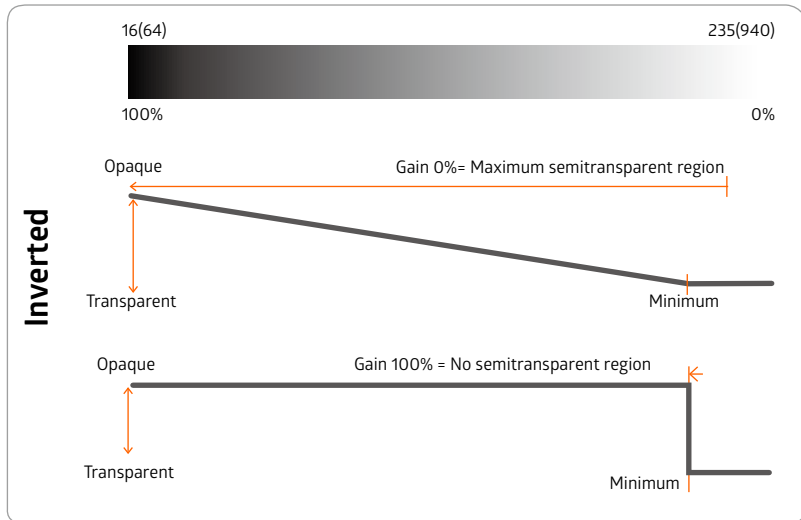 16(64) 235(940)
100% 0%
Opaque
Gain 0%= Maximum semitransparent region
Inverted
Transparent
Minimum
Opaque
Gain 100% = No semitransparent region
Transparent
Minimum